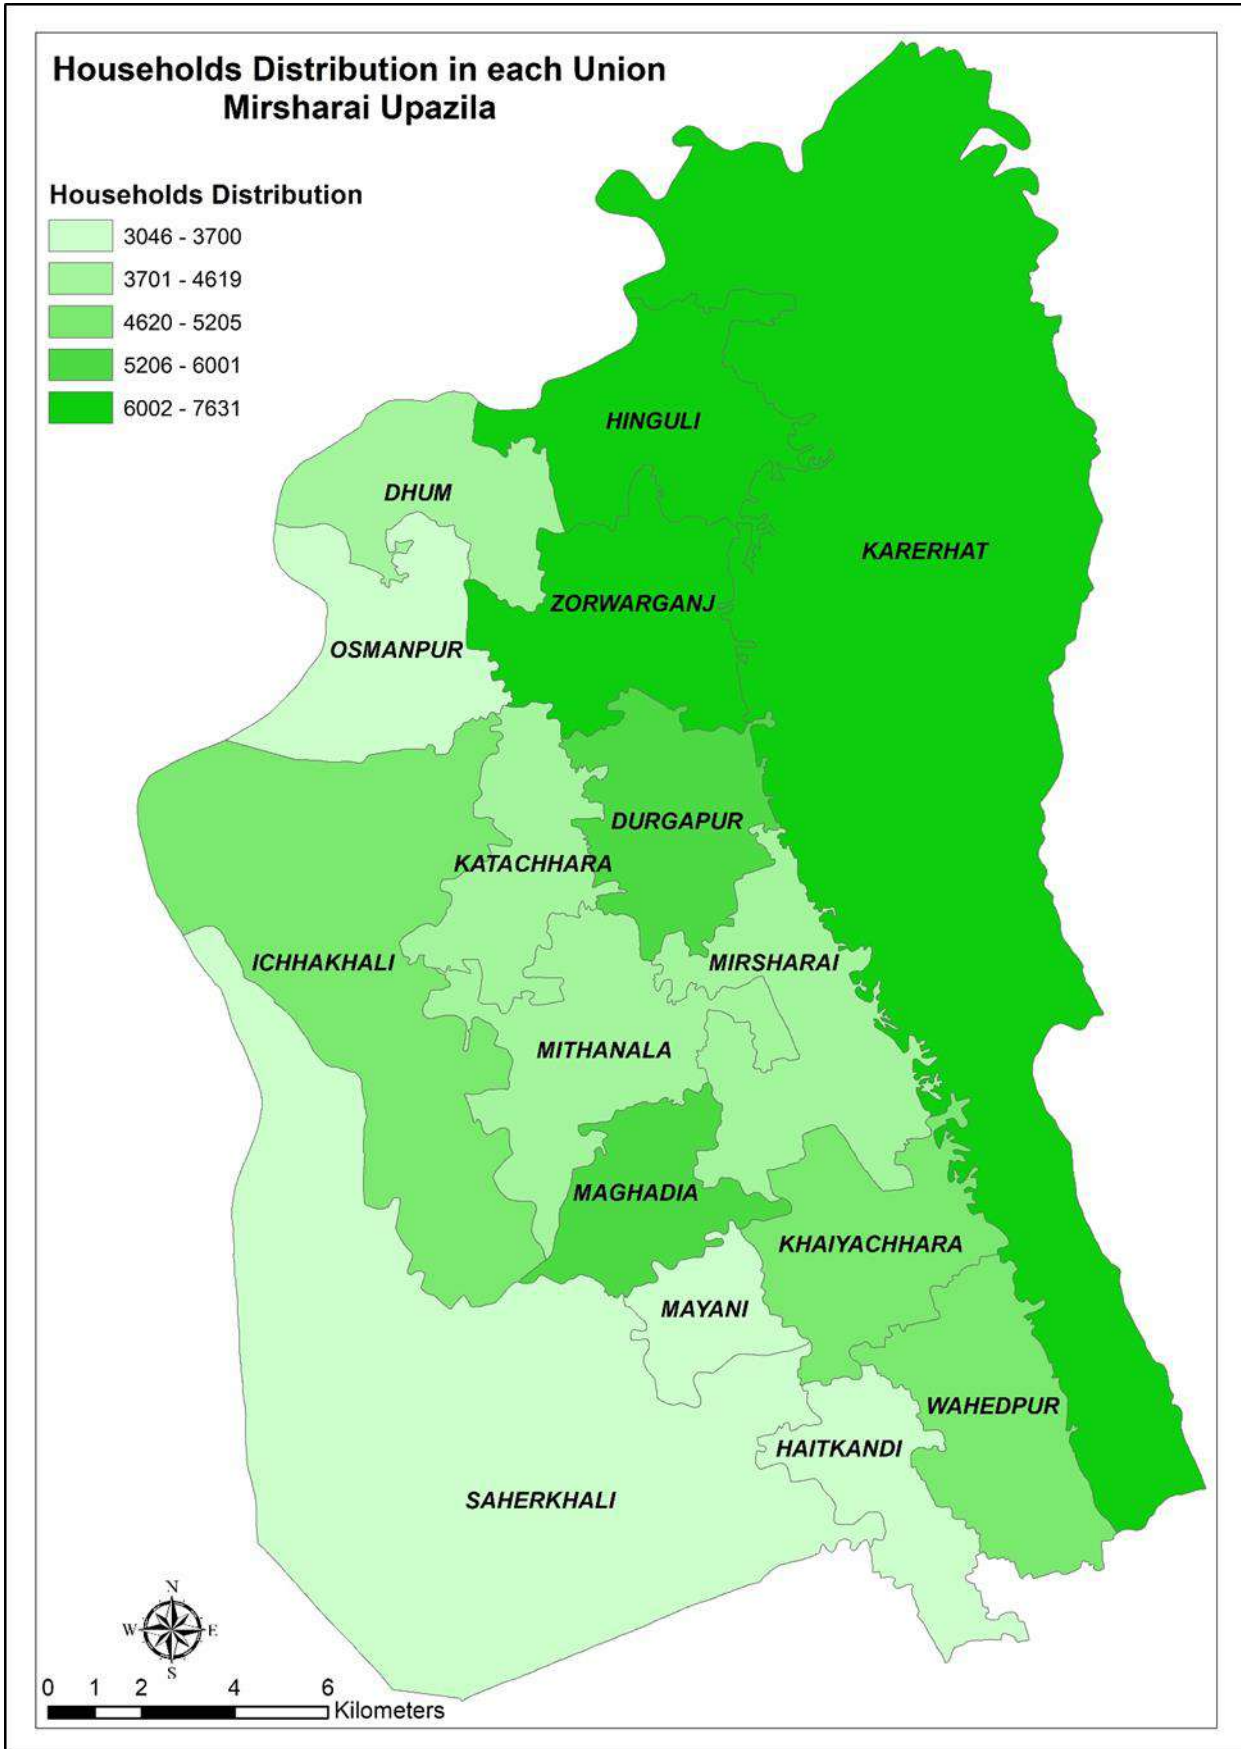 Households Distribution in each Union
Mirsharai Upazila
Households Distribution
3046 - 3700
3701 - 4619
4620 - 5205
5206 - 6001
6002 - 7631
HINGULI
DHUM
KARERHAT
ZORWARGANJ
OSMANPUR
DURGAPUR
KATACHHARA
ICHHAKHALI
MIRSHARAI
MITHANALA
MAGHADIA
KHAIYACHHARA
MAYANI
WAHEDPUR
HAITKANDI
SAHERKHALI
N
W E
S
0 1 2 4 6
Kilometers